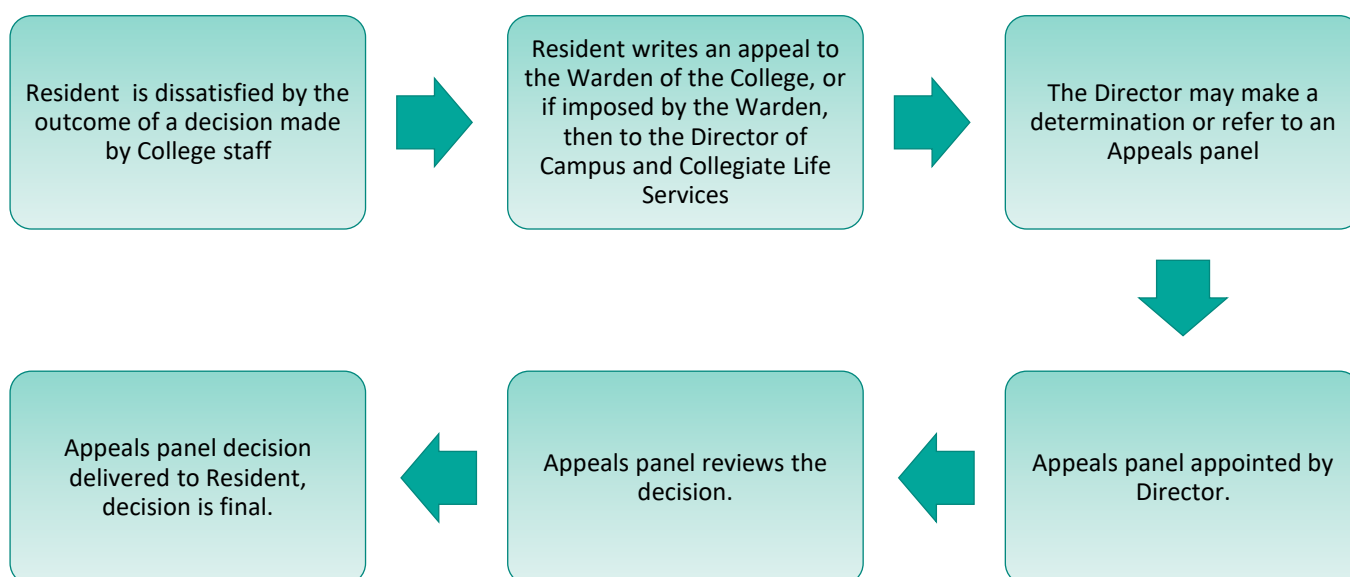 Resident  is dissatisfied by the
outcome of a decision made
by College staff
Resident writes an appeal to
the Warden of the College, or
if imposed by the Warden,
then to the Director of
Campus and Collegiate Life
Services
The Director may make a
determination or refer to an
Appeals panel
Appeals panel appointed by
Director.
Appeals panel reviews the
decision.
Appeals panel decision
delivered to Resident,
decision is final.